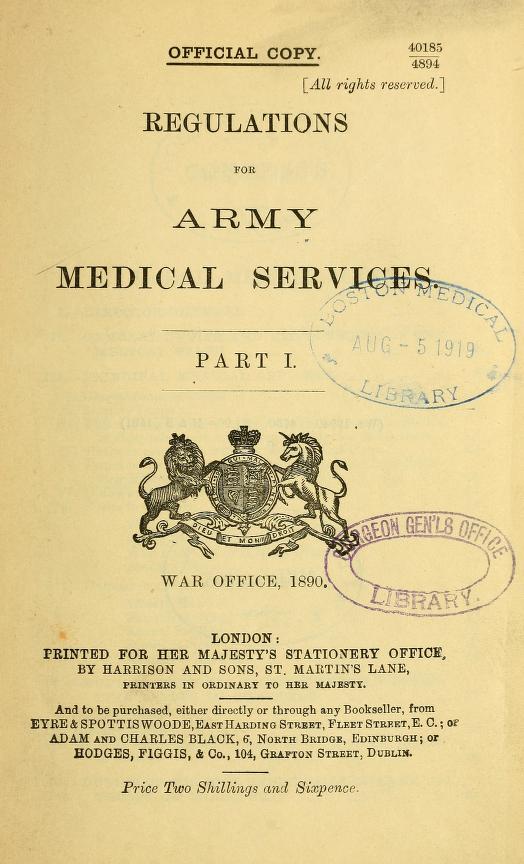 OFFICIAL COPY.
40185
4894
[All rights reserved.]
REGULATIONS
FOR
ARMY
MEDICAL SERVICES.
BOSTON MEDICAL
AUG-5 1919
LIBRARY
PART I.
DIEU ET MON DROIT
SURGEON GEN'LS OFFICE
LIBRARY.
WAR OFFICE, 1890.
LONDON:
PRINTED FOR HER MAJESTY'S STATIONERY OFFICE,
BY HARRISON AND SONS, ST. MARTIN'S LANE,
PRINTERS IN ORDINARY TO HER MAJESTY.
And to be purchased, either directly or through any Bookseller, from
EYRE & SPOTTISWOODE, EAST HARDING STREET, FLEET STREET, E.C.; or
ADAM AND CHARLES BLACK, 6, NORTH BRIDGE, EDINBURGH; or
HODGES, FIGGIS, & Co., 104, GRAFTON STREET, DUBLIN.
Price Two Shillings and Sixpence.